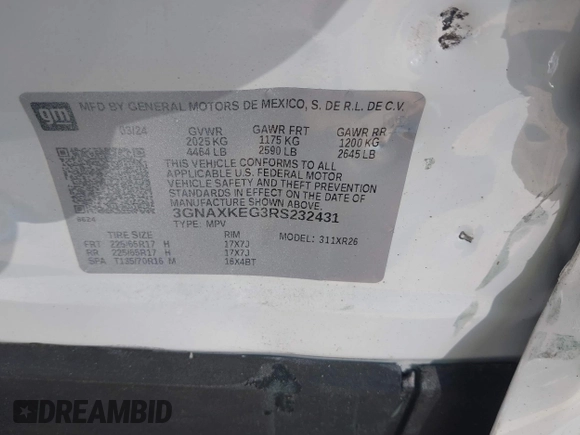 gm
MFD BY GENERAL MOTORS DE MEXICO, S. DE R.L. DE C.V.
03/24 GVWR GAWR FRT GAWR RR
2025 KG 1175 KG 1200 KG
4464 LB 2590 LB 2645 LB
THIS VEHICLE CONFORMS TO ALL
APPLICABLE U.S. FEDERAL MOTOR
VEHICLE SAFETY AND THEFT PREVENTION
STANDARDS IN EFFECT ON THE DATE OF
MANUFACTURE SHOWN ABOVE.
3GNAXKEG3RS232431
TYPE: MPV
TIRE SIZE RIM MODEL: 311XR26
FRT 225/65R17 H 17X7J
RR 225/65R17 H 17X7J
SPA T135/70R16 M 16X4BT
DREAMBID